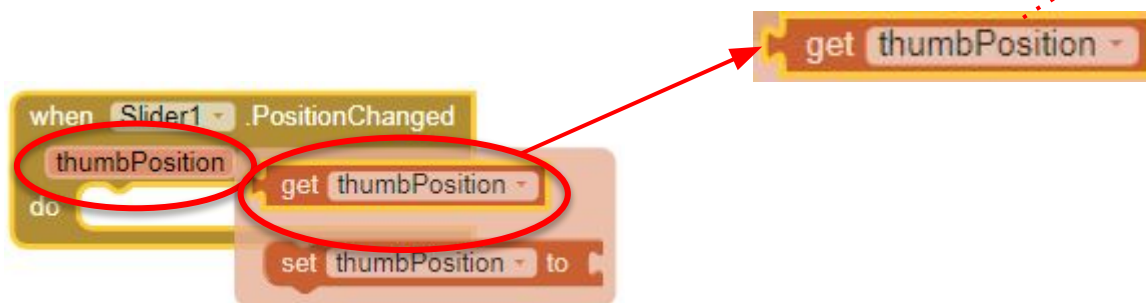 get thumbPosition
when Slider1 .PositionChanged
thumbPosition
get thumbPosition
do
set thumbPosition to